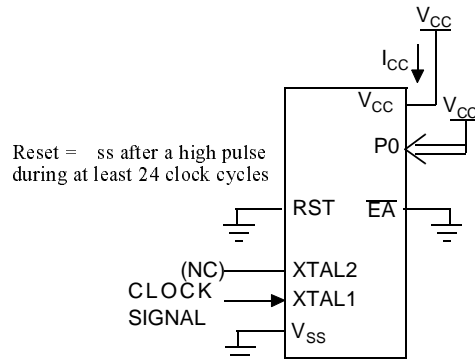 VCC
ICC
VCC
VCC
P0
Reset = ss after a high pulse
during at least 24 clock cycles
RST
EA
(NC)
XTAL2
CLOCK
XTAL1
SIGNAL
VSS